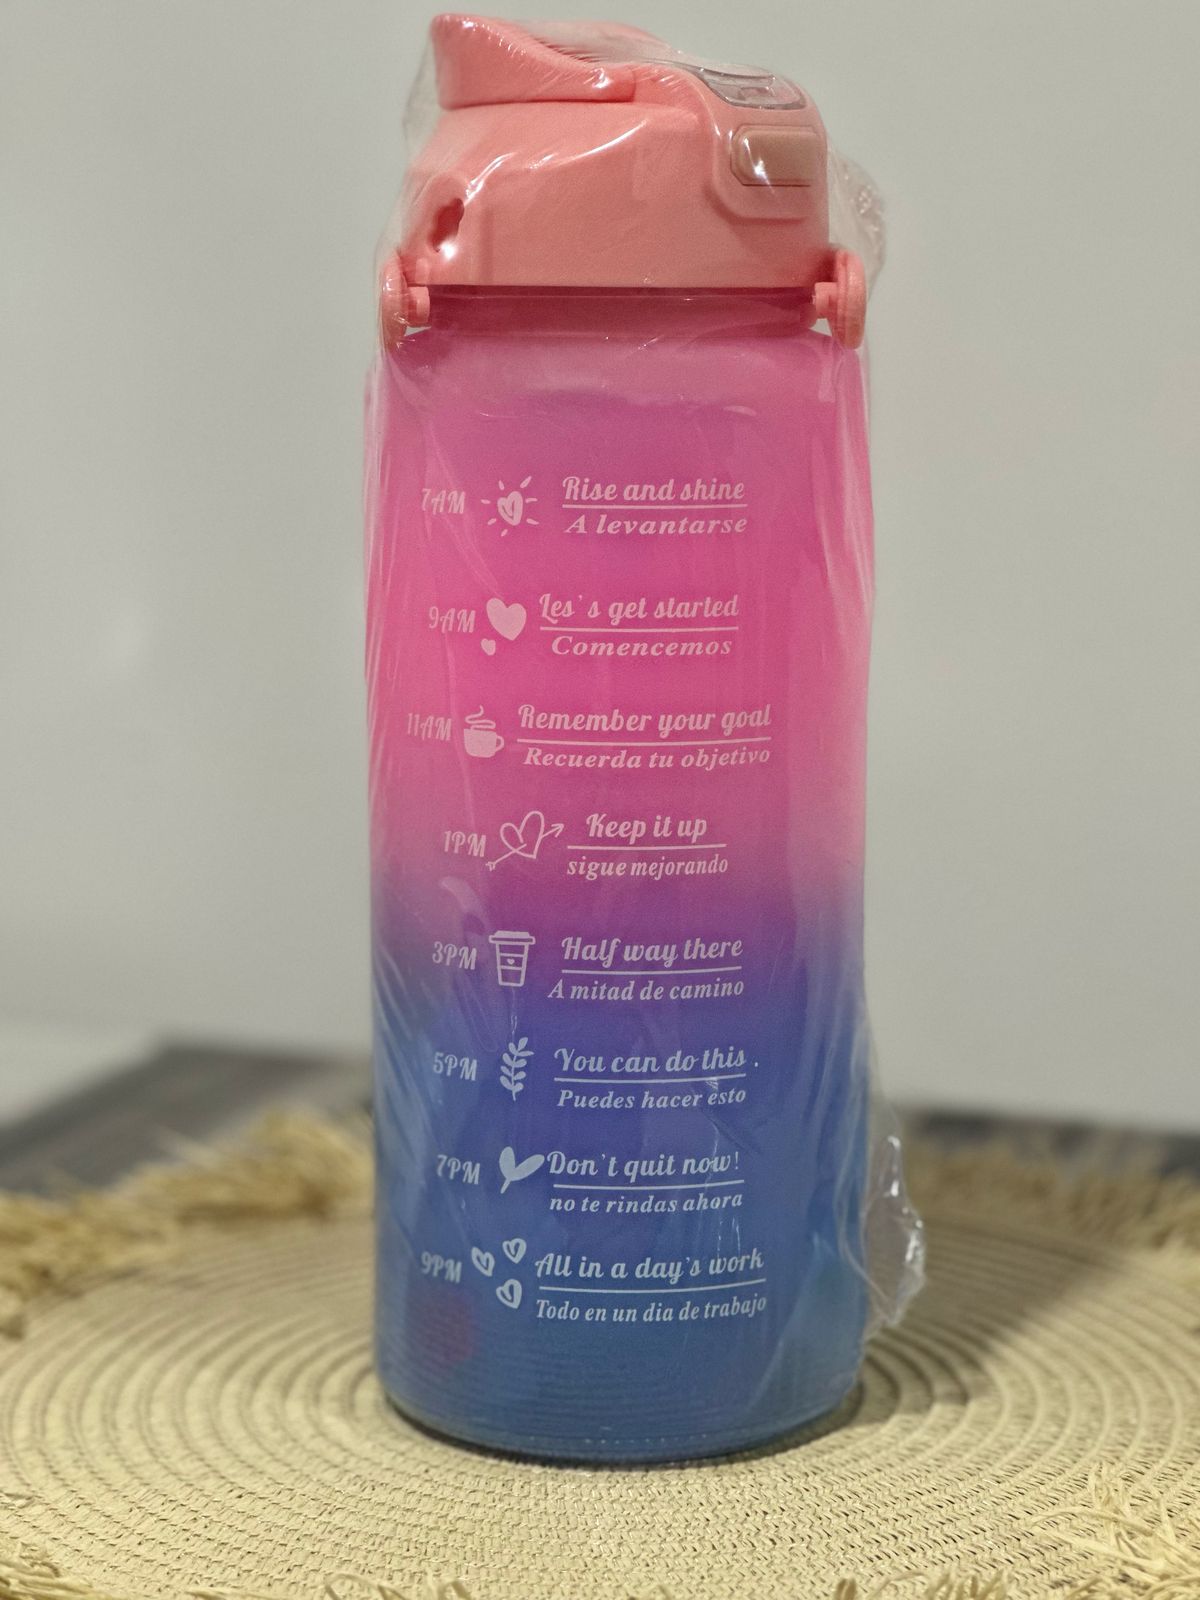 7AM Rise and shine
A levantarse
9AM Les's get started
Comencemos
11AM Remember your goal
Recuerda tu objetivo
1PM Keep it up
sigue mejorando
3PM Half way there
A mitad de camino
5PM You can do this .
Puedes hacer esto
7PM Don't quit now!
no te rindas ahora
9PM All in a day's work
Todo en un dia de trabajo